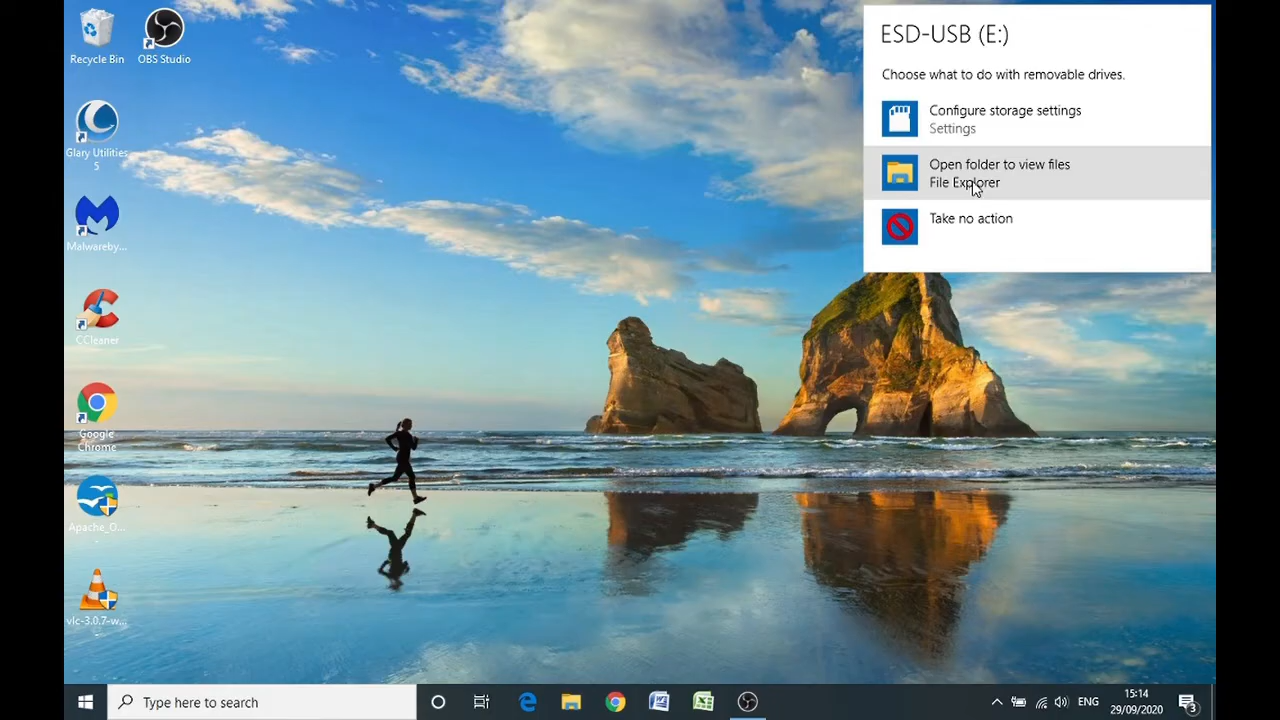 ESD-USB (E:)
Choose what to do with removable drives.
Configure storage settings
Settings
Open folder to view files
File Explorer
Take no action
Recycle Bin
OBS Studio
Glary Utilities
5
Malwareby...
CCleaner
Google
Chrome
Apache_O...
vlc-3.0.7-w...
Type here to search
ENG
15:14
29/09/2020
3